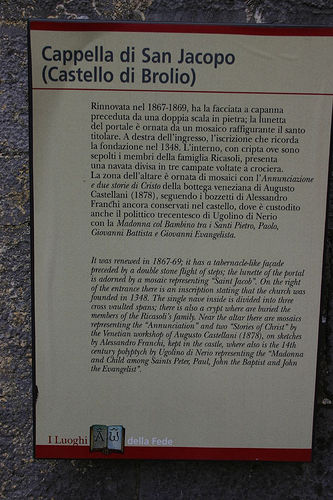 Cappella di San Jacopo
(Castello di Brolio)
Rinnovata nel 1867-1869, ha la facciata a capanna
preceduta da una doppia scala in pietra; la lunetta
del portale è ornata da un mosaico raffigurante il santo
titolare. A destra dell'ingresso, l'iscrizione che ricorda
la fondazione nel 1348. L'interno, con cripta ove sono
sepolti i membri della famiglia Ricasoli, presenta
una navata divisa in tre campate voltate a crociera.
La zona dell'altare è ornata di mosaici con l'Annunciazione
e due storie di Cristo della bottega veneziana di Augusto
Castellani (1878), seguendo i bozzetti di Alessandro
Franchi ancora conservati nel castello, dove è custodito
anche il polittico trecentesco di Ugolino di Nerio
con la Madonna col Bambino tra i Santi Pietro, Paolo,
Giovanni Battista e Giovanni Evangelista.
It was renewed in 1867-69; it has a tabernacle-like façade
preceded by a double stone flight of steps; the lunette of the portal
is adorned by a mosaic representing "Saint Jacob". On the right
of the entrance there is an inscription stating that the church was
founded in 1348. The single nave inside is divided into three
cross vaulted spans; there is also a crypt where are buried the
members of the Ricasoli's family. Near the altar there are mosaics
representing the "Annunciation" and two "Stories of Christ" by
the Venetian workshop of Augusto Castellani (1878), on sketches
by Alessandro Franchi, kept in the castle, where also is the 14th
century polyptych by Ugolino di Nerio representing the "Madonna
and Child among Saints Peter, Paul, John the Baptist and John
the Evangelist".
I Luoghi Α ω della Fede